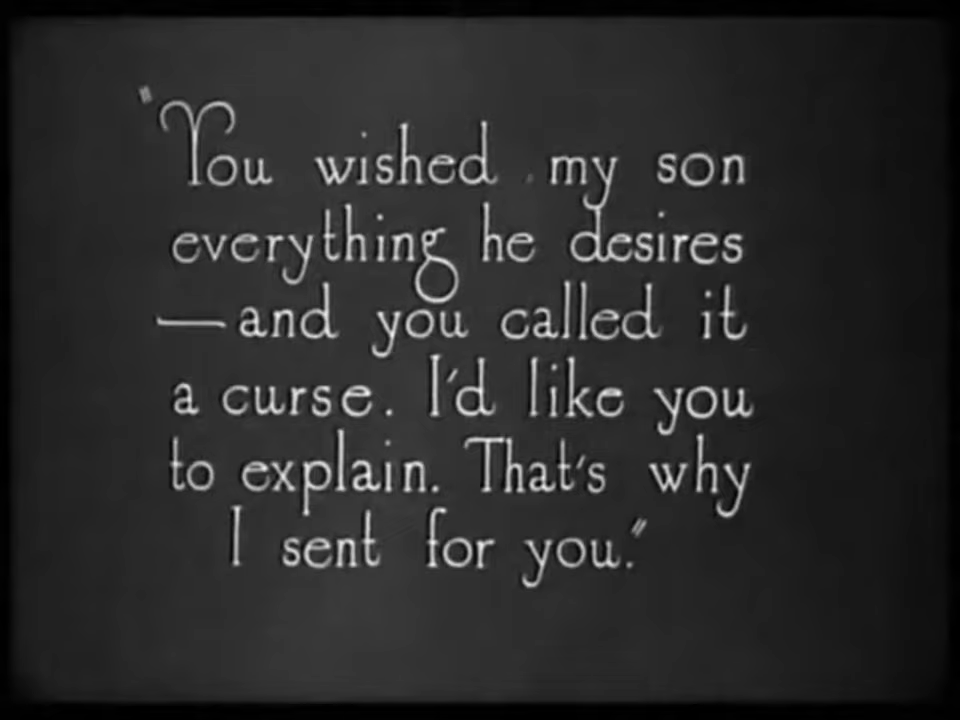 "You wished my son
everything he desires
—and you called it
a curse. I'd like you
to explain. That's why
I sent for you."